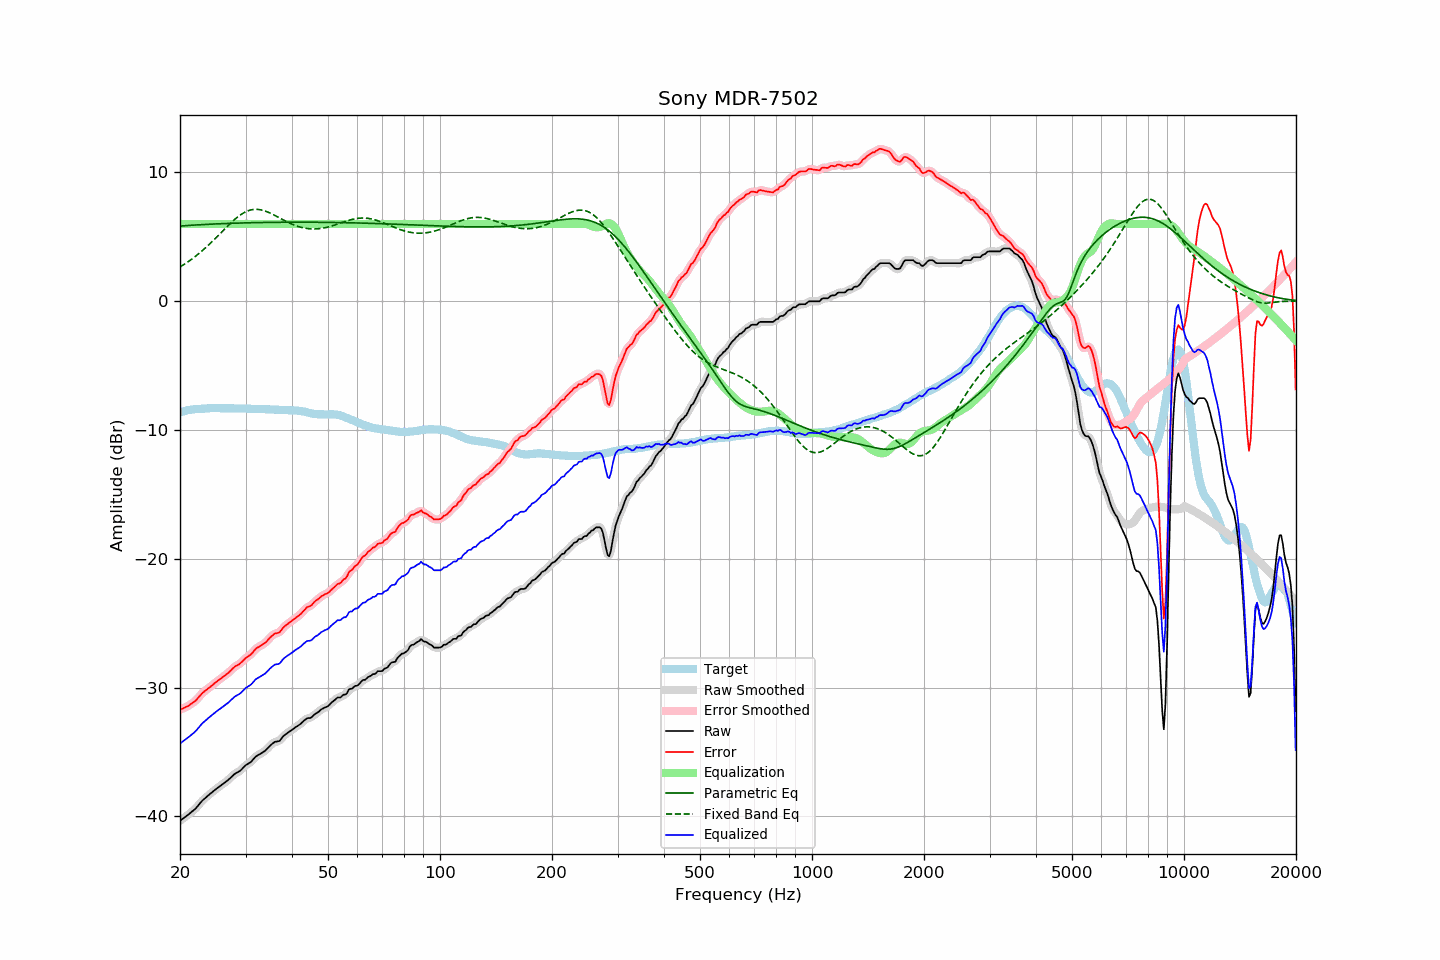 Sony MDR-7502
Amplitude (dBr)
10
0
−10
−20
−30
−40
20
50
100
200
500
1000
2000
5000
10000
20000
Frequency (Hz)
Target
Raw Smoothed
Error Smoothed
Raw
Error
Equalization
Parametric Eq
Fixed Band Eq
Equalized